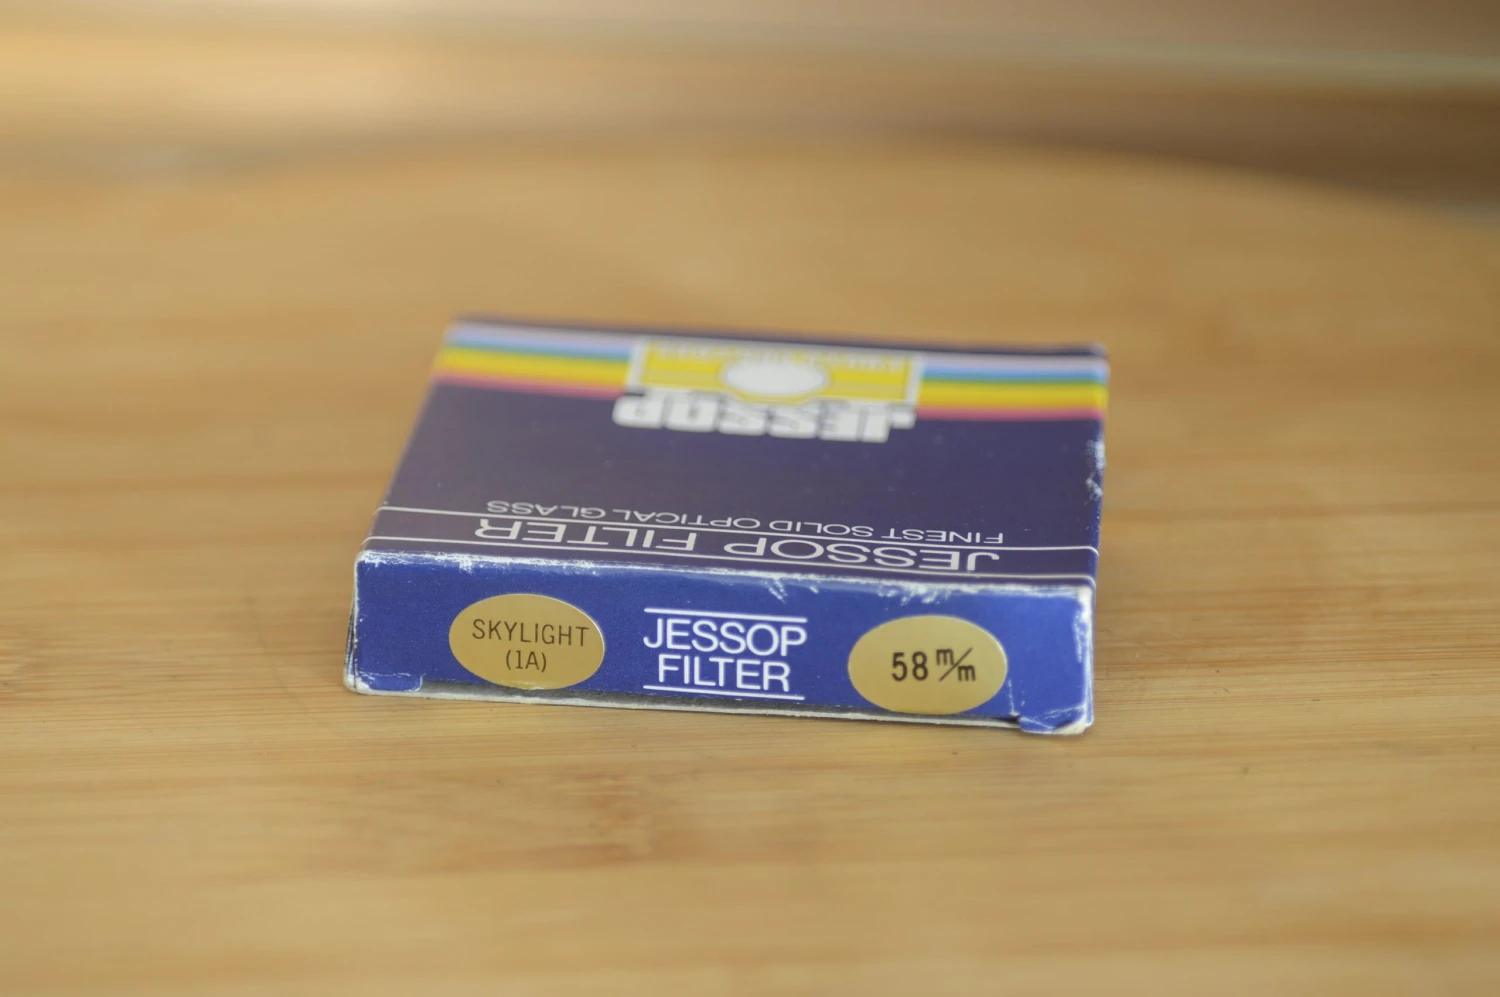 JESSOP
FINEST SOLID OPTICAL GLASS
JESSOP FILTER
SKYLIGHT
(1A)
JESSOP
FILTER
58 m/m